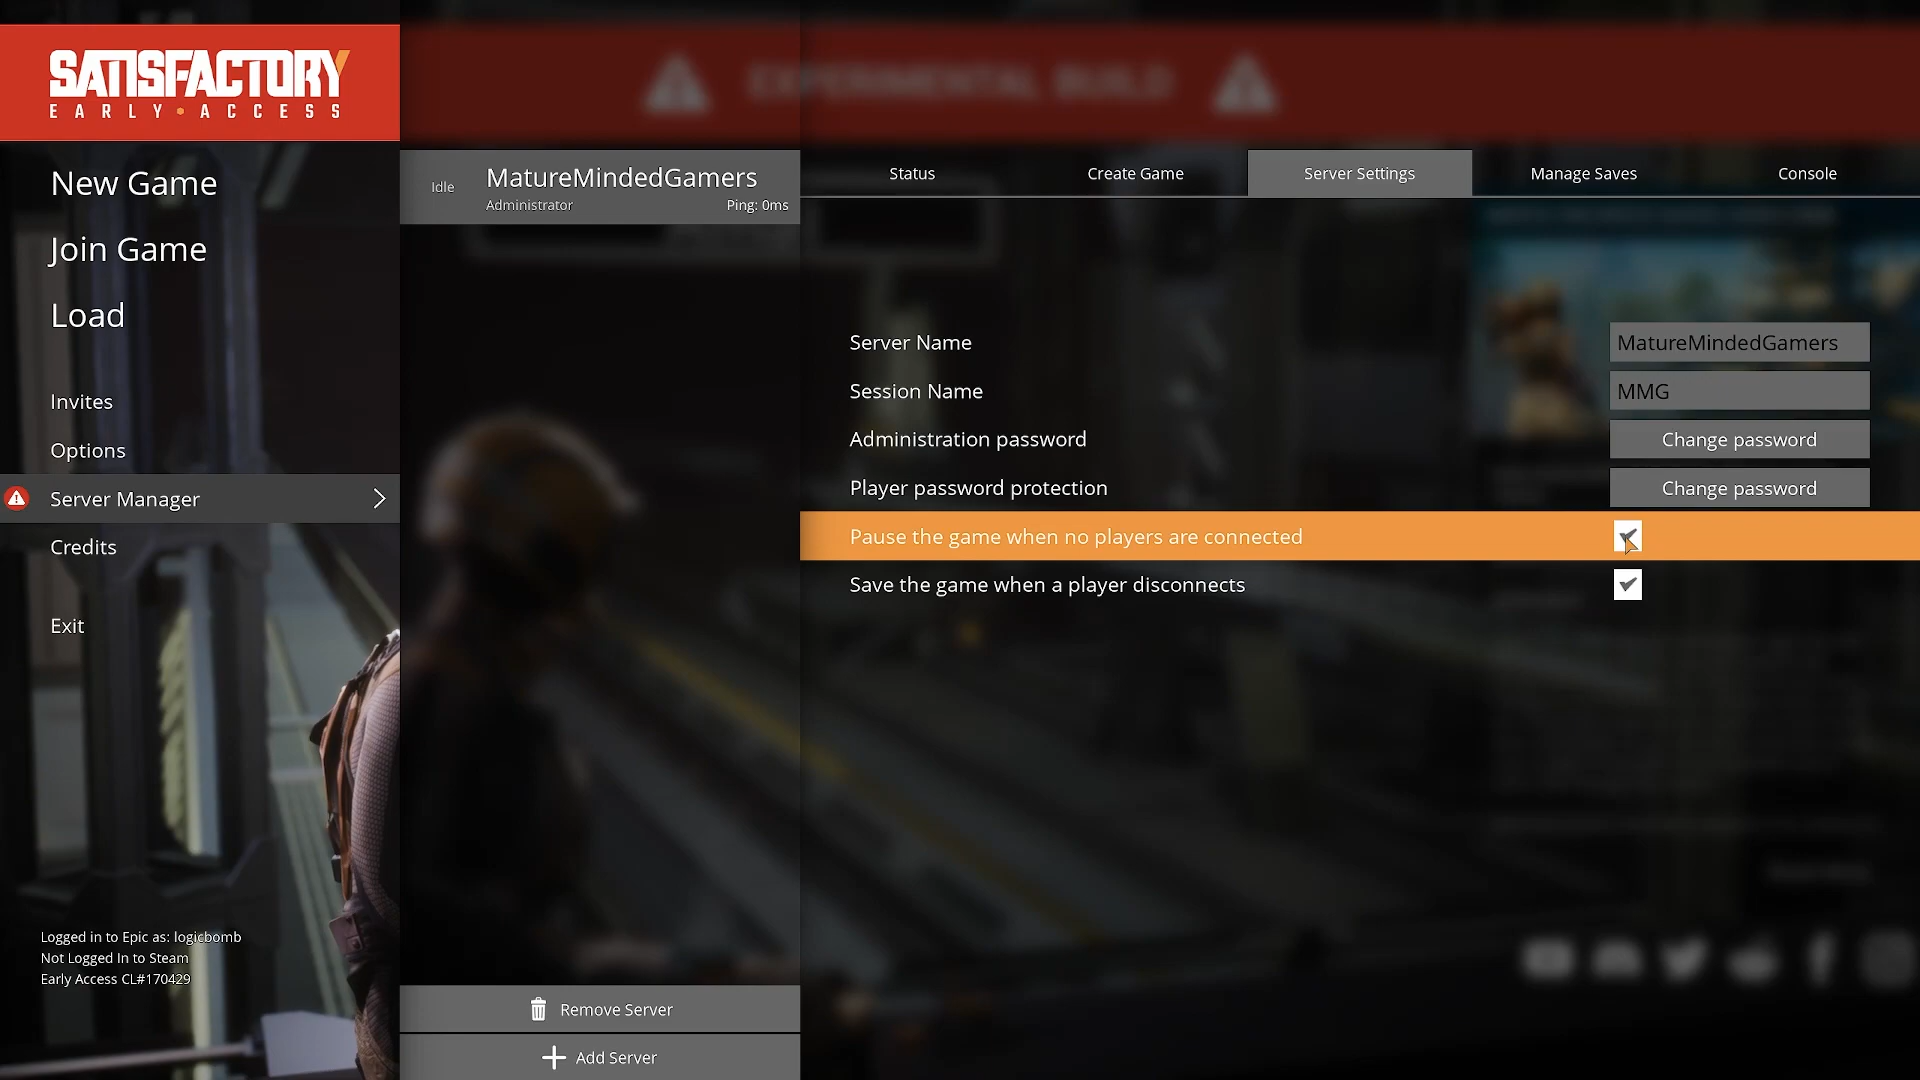 SATISFACTORY
EARLY • ACCESS
New Game
Join Game
Load
Invites
Options
Server Manager
Credits
Exit
Logged in to Epic as: logicbomb
Not Logged In to Steam
Early Access CL#170429
EXPERIMENTAL BUILD
Idle
MatureMindedGamers
Administrator
Ping: 0ms
Remove Server
Add Server
Status
Create Game
Server Settings
Manage Saves
Console
Server Name
MatureMindedGamers
Session Name
MMG
Administration password
Change password
Player password protection
Change password
Pause the game when no players are connected
Save the game when a player disconnects